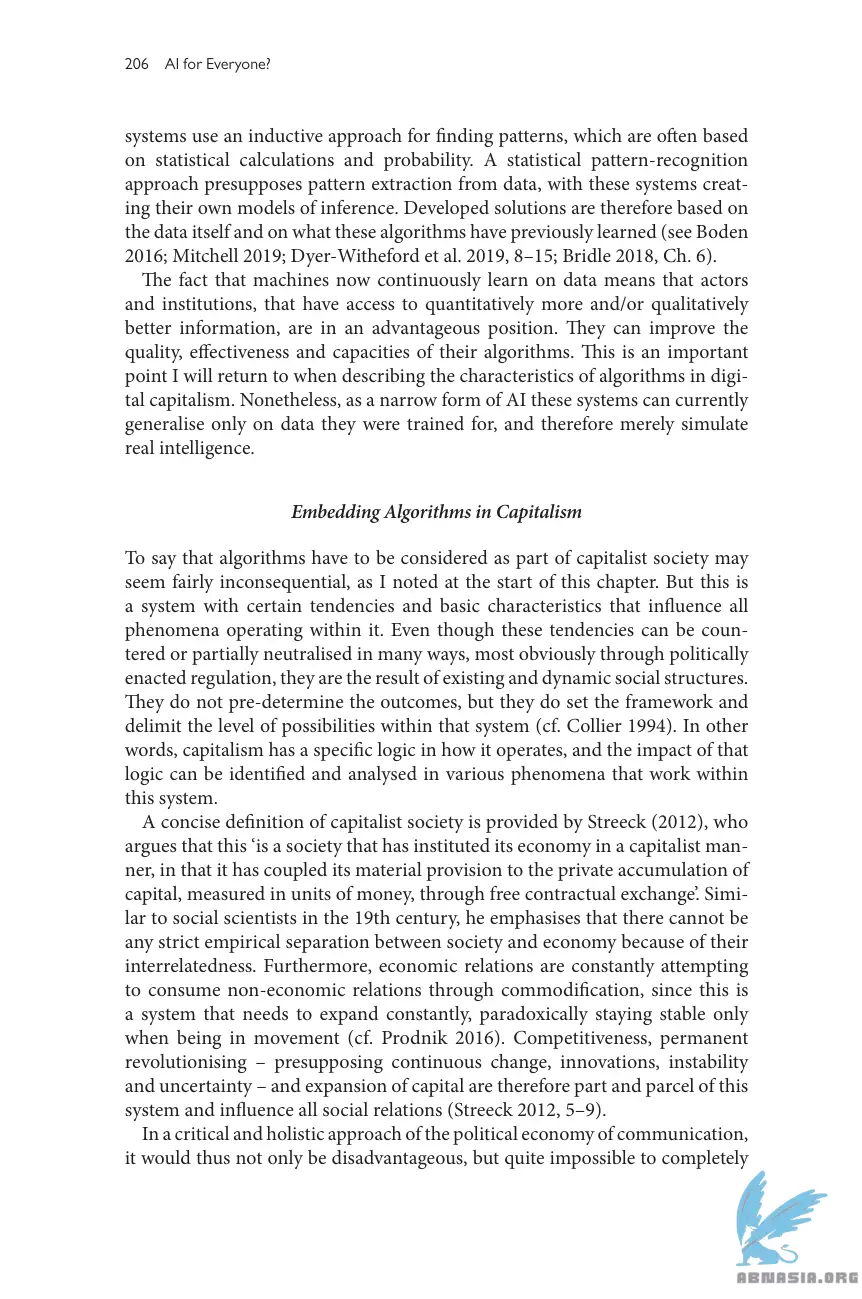 206 AI for Everyone?
systems use an inductive approach for finding patterns, which are often based
on statistical calculations and probability. A statistical pattern-recognition
approach presupposes pattern extraction from data, with these systems creat-
ing their own models of inference. Developed solutions are therefore based on
the data itself and on what these algorithms have previously learned (see Boden
2016; Mitchell 2019; Dyer-Witheford et al. 2019, 8–15; Bridle 2018, Ch. 6).
The fact that machines now continuously learn on data means that actors
and institutions, that have access to quantitatively more and/or qualitatively
better information, are in an advantageous position. They can improve the
quality, effectiveness and capacities of their algorithms. This is an important
point I will return to when describing the characteristics of algorithms in digi-
tal capitalism. Nonetheless, as a narrow form of AI these systems can currently
generalise only on data they were trained for, and therefore merely simulate
real intelligence.
Embedding Algorithms in Capitalism
To say that algorithms have to be considered as part of capitalist society may
seem fairly inconsequential, as I noted at the start of this chapter. But this is
a system with certain tendencies and basic characteristics that influence all
phenomena operating within it. Even though these tendencies can be coun-
tered or partially neutralised in many ways, most obviously through politically
enacted regulation, they are the result of existing and dynamic social structures.
They do not pre-determine the outcomes, but they do set the framework and
delimit the level of possibilities within that system (cf. Collier 1994). In other
words, capitalism has a specific logic in how it operates, and the impact of that
logic can be identified and analysed in various phenomena that work within
this system.
A concise definition of capitalist society is provided by Streeck (2012), who
argues that this ‘is a society that has instituted its economy in a capitalist man-
ner, in that it has coupled its material provision to the private accumulation of
capital, measured in units of money, through free contractual exchange’. Simi-
lar to social scientists in the 19th century, he emphasises that there cannot be
any strict empirical separation between society and economy because of their
interrelatedness. Furthermore, economic relations are constantly attempting
to consume non-economic relations through commodification, since this is
a system that needs to expand constantly, paradoxically staying stable only
when being in movement (cf. Prodnik 2016). Competitiveness, permanent
revolutionising – presupposing continuous change, innovations, instability
and uncertainty – and expansion of capital are therefore part and parcel of this
system and influence all social relations (Streeck 2012, 5–9).
In a critical and holistic approach of the political economy of communication,
it would thus not only be disadvantageous, but quite impossible to completely
ABNASIA.ORG